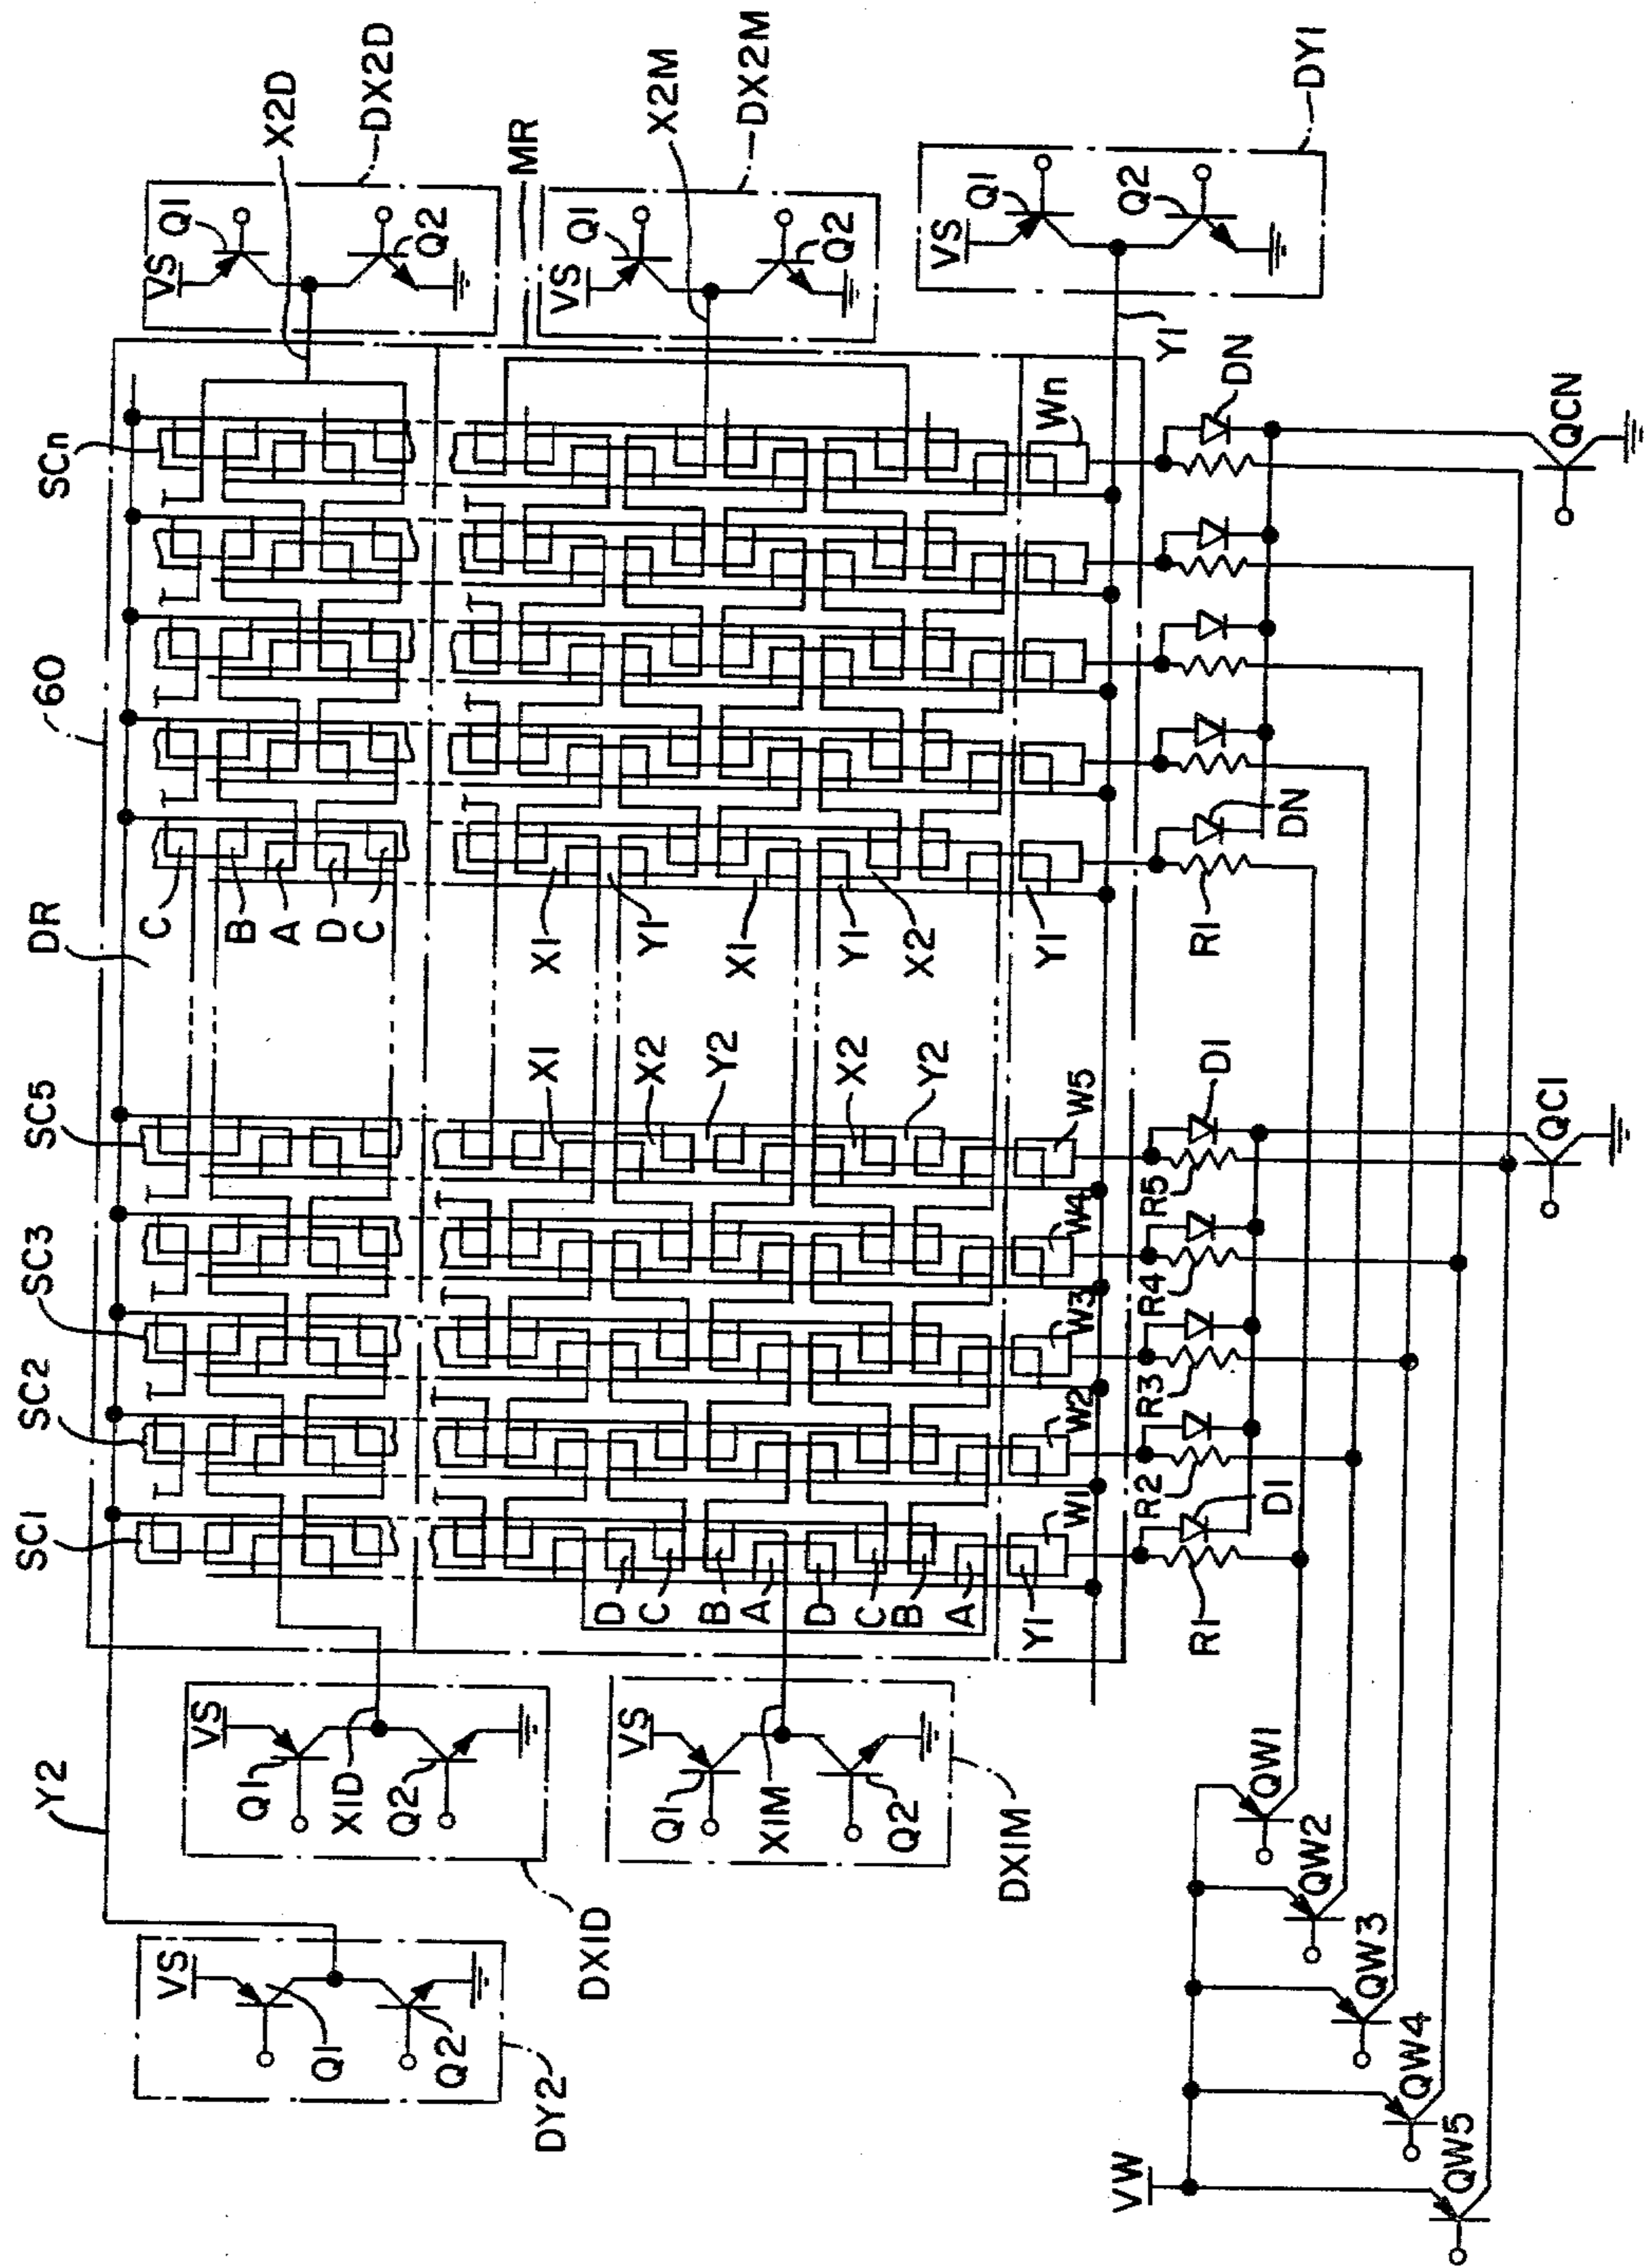 SC1
SC2
SC3
SC5
DR
60
SCn
X2D
DX2D
VS
Q1
Q2
MR
X2M
DX2M
VS
Q1
Q2
DY1
VS
Q1
Q2
Y1
Y2
DY2
VS
Q1
Q2
DX1D
VS
Q1
X1D
Q2
DX1M
VS
Q1
X1M
Q2
C
B
A
D
C
X1
Y1
X1
Y1
X2
Y1
X1
X2
Y2
X2
Y2
D
C
B
A
D
C
B
A
Y1
W1
W2
W3
W4
W5
Wn
R1
D1
R2
R3
R4
R5
D1
R1
DN
DN
QC1
QCN
VW
QW1
QW2
QW3
QW4
QW5